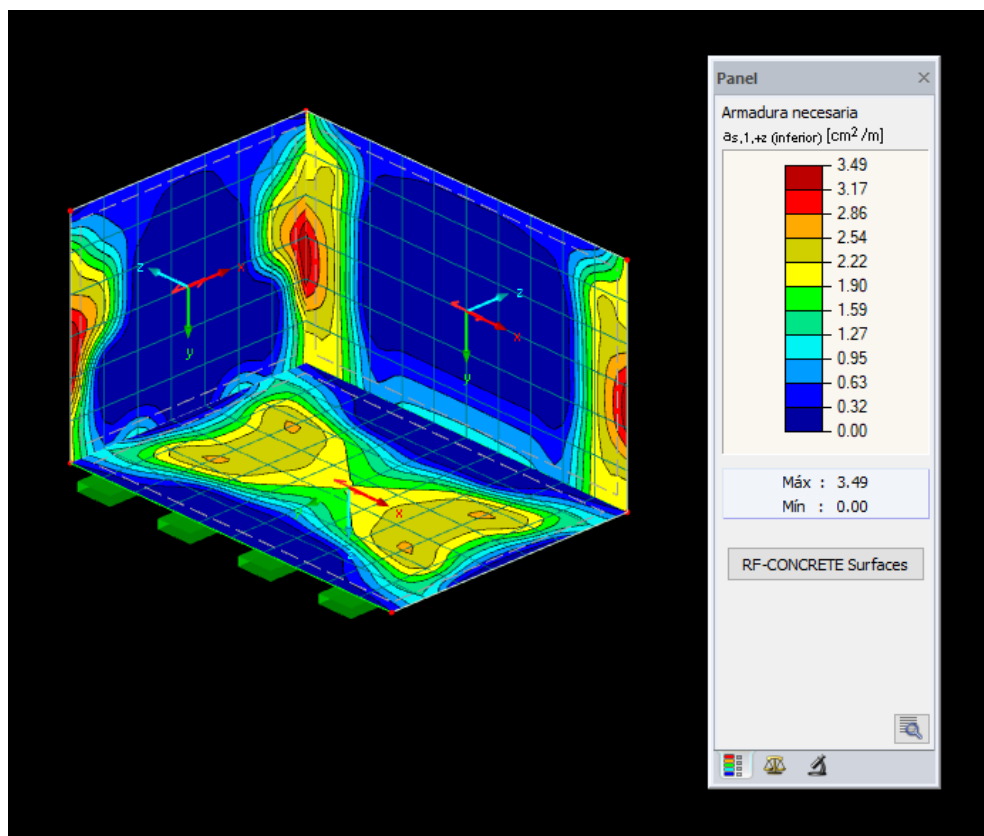 Panel
Armadura necesaria
as,1,+z (inferior) [cm²/m]
3.49
3.17
2.86
2.54
2.22
1.90
1.59
1.27
0.95
0.63
0.32
0.00
Máx : 3.49
Mín : 0.00
RF-CONCRETE Surfaces
z
x
y
z
x
y
x